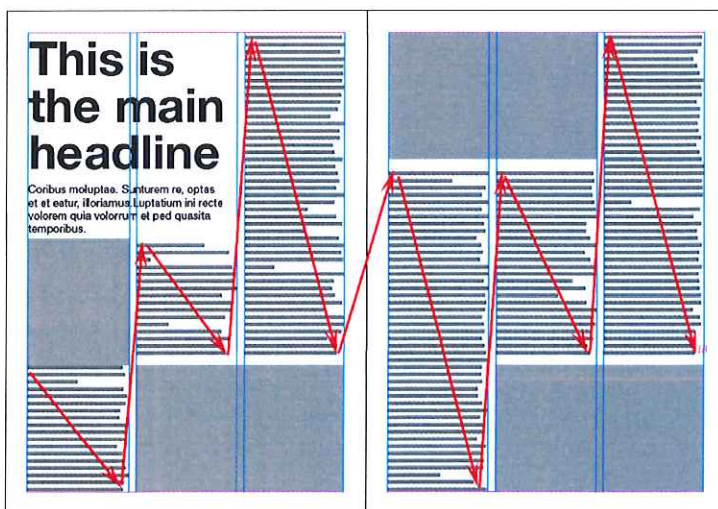 This is
the main
headline
Coribus moluptae. Sunturem re, optas
et et eatur, illoriamus. Luptatium ini recte
volorem quia volorrum et ped quasita
temporibus.